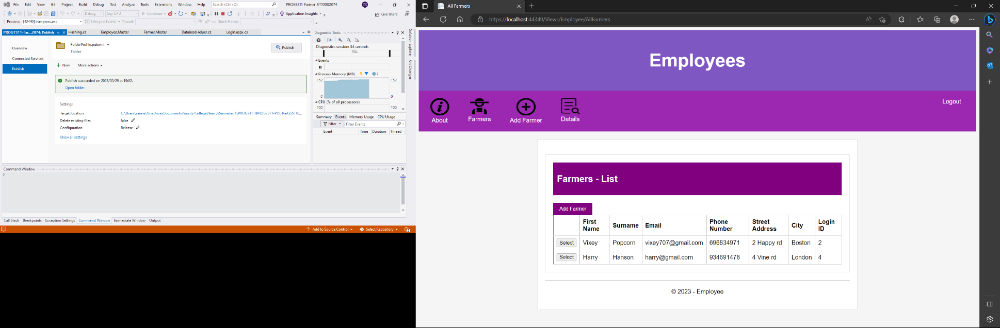 File Edit View Git Project Build Debug Test Analyze Tools Extensions Window Help Search (Ctrl+Q) PROG7311-Farmer-ST10082074 ZS
Debug Any CPU Continue Application Insights Live Share
Process: [42440] iisexpress.exe Lifecycle Events Thread: Stack Frame:
PROG7311-Far...2074: Publish Hashing.cs Employee.Master Farmer.Master DatabaseHelper.cs Login.aspx.cs
Overview
Connected Services
Publish
FolderProfile.pubxml
Folder
Publish
New More actions
Publish succeeded on 2023/05/29 at 19:02.
Open folder
Settings
Target location C:\Users\zanne\OneDrive\Documents\Varsity College\Year 3\Semester 1\PROG7311\PROG7311-POE Part2-ST10...
Delete existing files false
Configuration Release
Show all settings
Diagnostic Tools
Diagnostics session: 34 seconds
30s
Events
Process Memory (MB) P
152 152
0 0
CPU (% of all processors)
100 100
Summary Events Memory Usage CPU Usage
Filter Filter Events
Event Time Duration Thread
Solution Explorer
Git Changes
Command Window
>
Call Stack Breakpoints Exception Settings Command Window Immediate Window Output
Add to Source Control Select Repository 2
All Farmers
https://localhost:44349/Views/Employee/AllFarmers
Employees
About Farmers Add Farmer Details Logout
Farmers - List
Add Farmer
First Name Surname Email Phone Number Street Address City Login ID
Select Vixey Popcorn vixey707@gmail.com 696834971 2 Happy rd Boston 2
Select Harry Hanson harry@gmail.com 934691478 4 Vine rd London 4
© 2023 - Employee